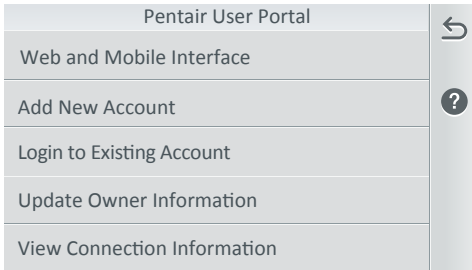 Pentair User Portal
Web and Mobile Interface
?
Add New Account
Login to Existing Account
Update Owner Information
View Connection Information